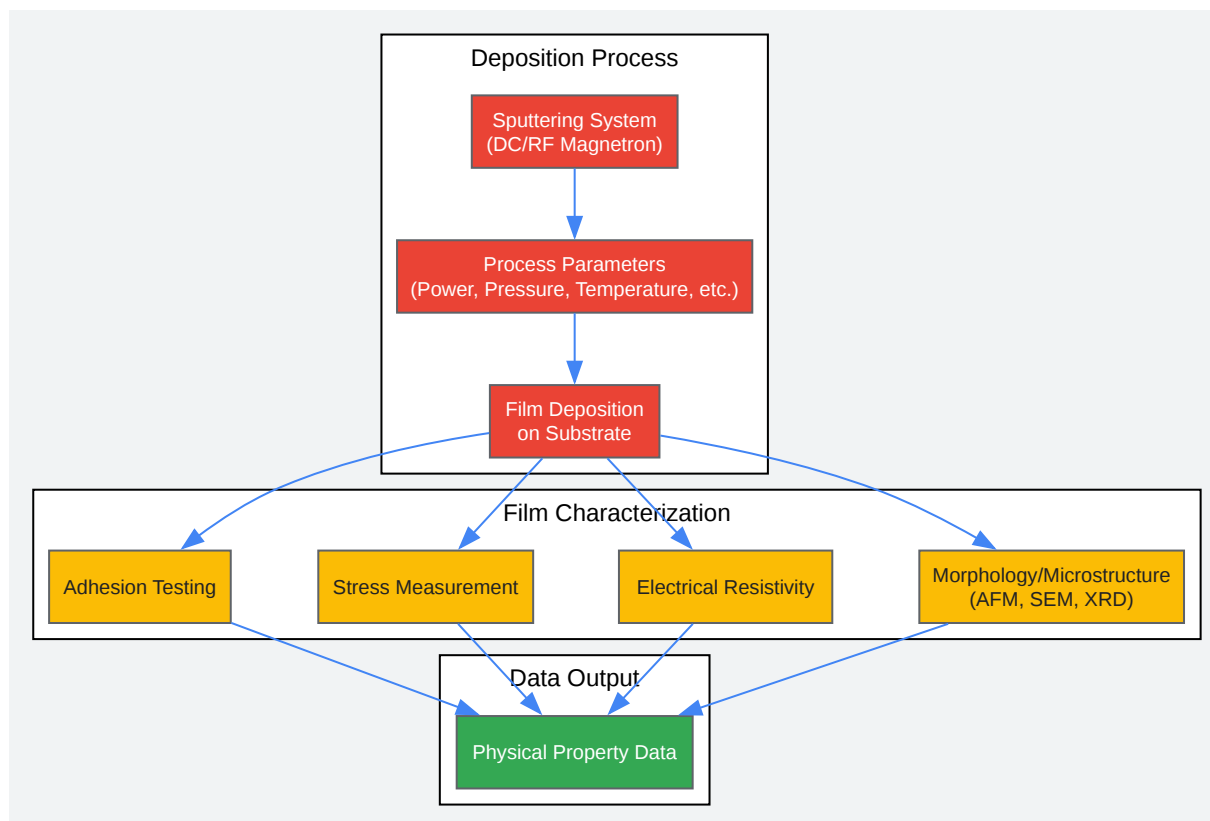 Deposition Process
Sputtering System
(DC/RF Magnetron)
Process Parameters
(Power, Pressure, Temperature, etc.)
Film Deposition
on Substrate
Film Characterization
Adhesion Testing
Stress Measurement
Electrical Resistivity
Morphology/Microstructure
(AFM, SEM, XRD)
Data Output
Physical Property Data